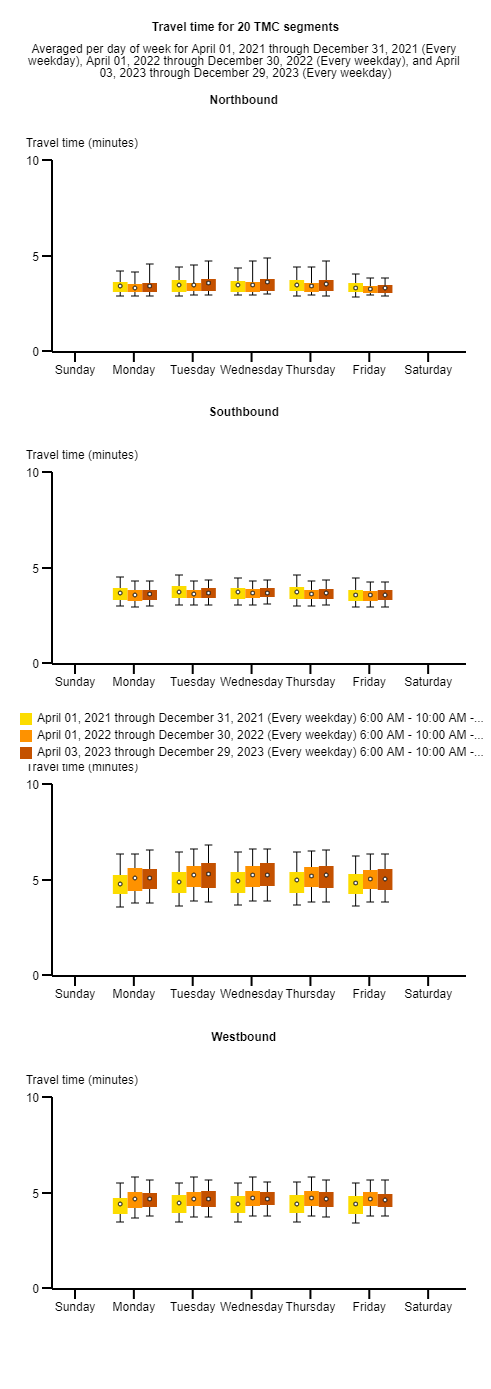 Travel time for 20 TMC segments
Averaged per day of week for April 01, 2021 through December 31, 2021 (Every
weekday), April 01, 2022 through December 30, 2022 (Every weekday), and April
03, 2023 through December 29, 2023 (Every weekday)
Northbound
Travel time (minutes)
10
5
0
Sunday Monday Tuesday Wednesday Thursday Friday Saturday
Southbound
Travel time (minutes)
10
5
0
Sunday Monday Tuesday Wednesday Thursday Friday Saturday
April 01, 2021 through December 31, 2021 (Every weekday) 6:00 AM - 10:00 AM -...
April 01, 2022 through December 30, 2022 (Every weekday) 6:00 AM - 10:00 AM -...
April 03, 2023 through December 29, 2023 (Every weekday) 6:00 AM - 10:00 AM -...
Travel time (minutes)
10
5
0
Sunday Monday Tuesday Wednesday Thursday Friday Saturday
Westbound
Travel time (minutes)
10
5
0
Sunday Monday Tuesday Wednesday Thursday Friday Saturday